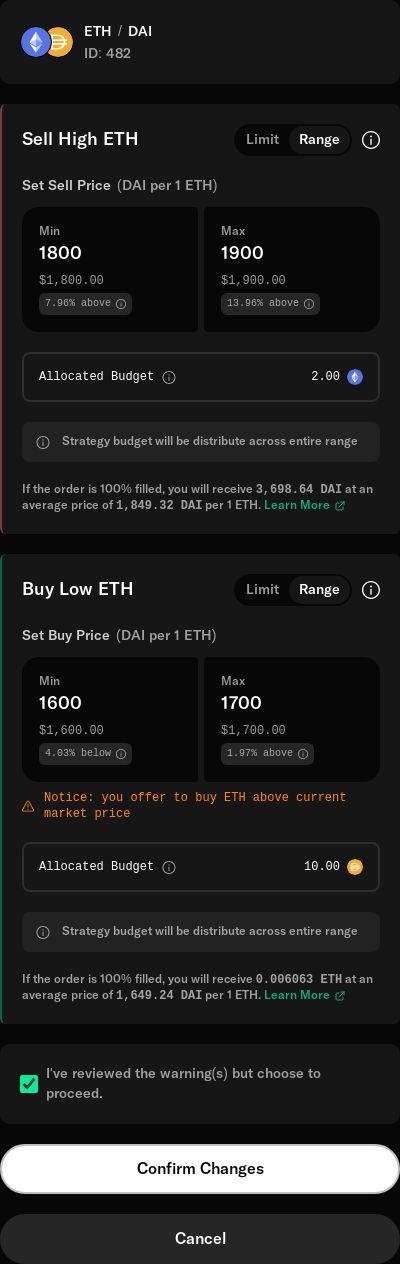 ETH / DAI
ID: 482
Sell High ETH
Limit
Range
Set Sell Price (DAI per 1 ETH)
Min
Max
1800
1900
$1,800.00
$1,900.00
7.96% above
13.96% above
Allocated Budget
2.00
Strategy budget will be distribute across entire range
If the order is 100% filled, you will receive 3,698.64 DAI at an
average price of 1,849.32 DAI per 1 ETH. Learn More
Buy Low ETH
Limit
Range
Set Buy Price (DAI per 1 ETH)
Min
Max
1600
1700
$1,600.00
$1,700.00
4.03% below
1.97% above
Notice: you offer to buy ETH above current
market price
Allocated Budget
10.00
Strategy budget will be distribute across entire range
If the order is 100% filled, you will receive 0.006063 ETH at an
average price of 1,649.24 DAI per 1 ETH. Learn More
I've reviewed the warning(s) but choose to
proceed.
Confirm Changes
Cancel